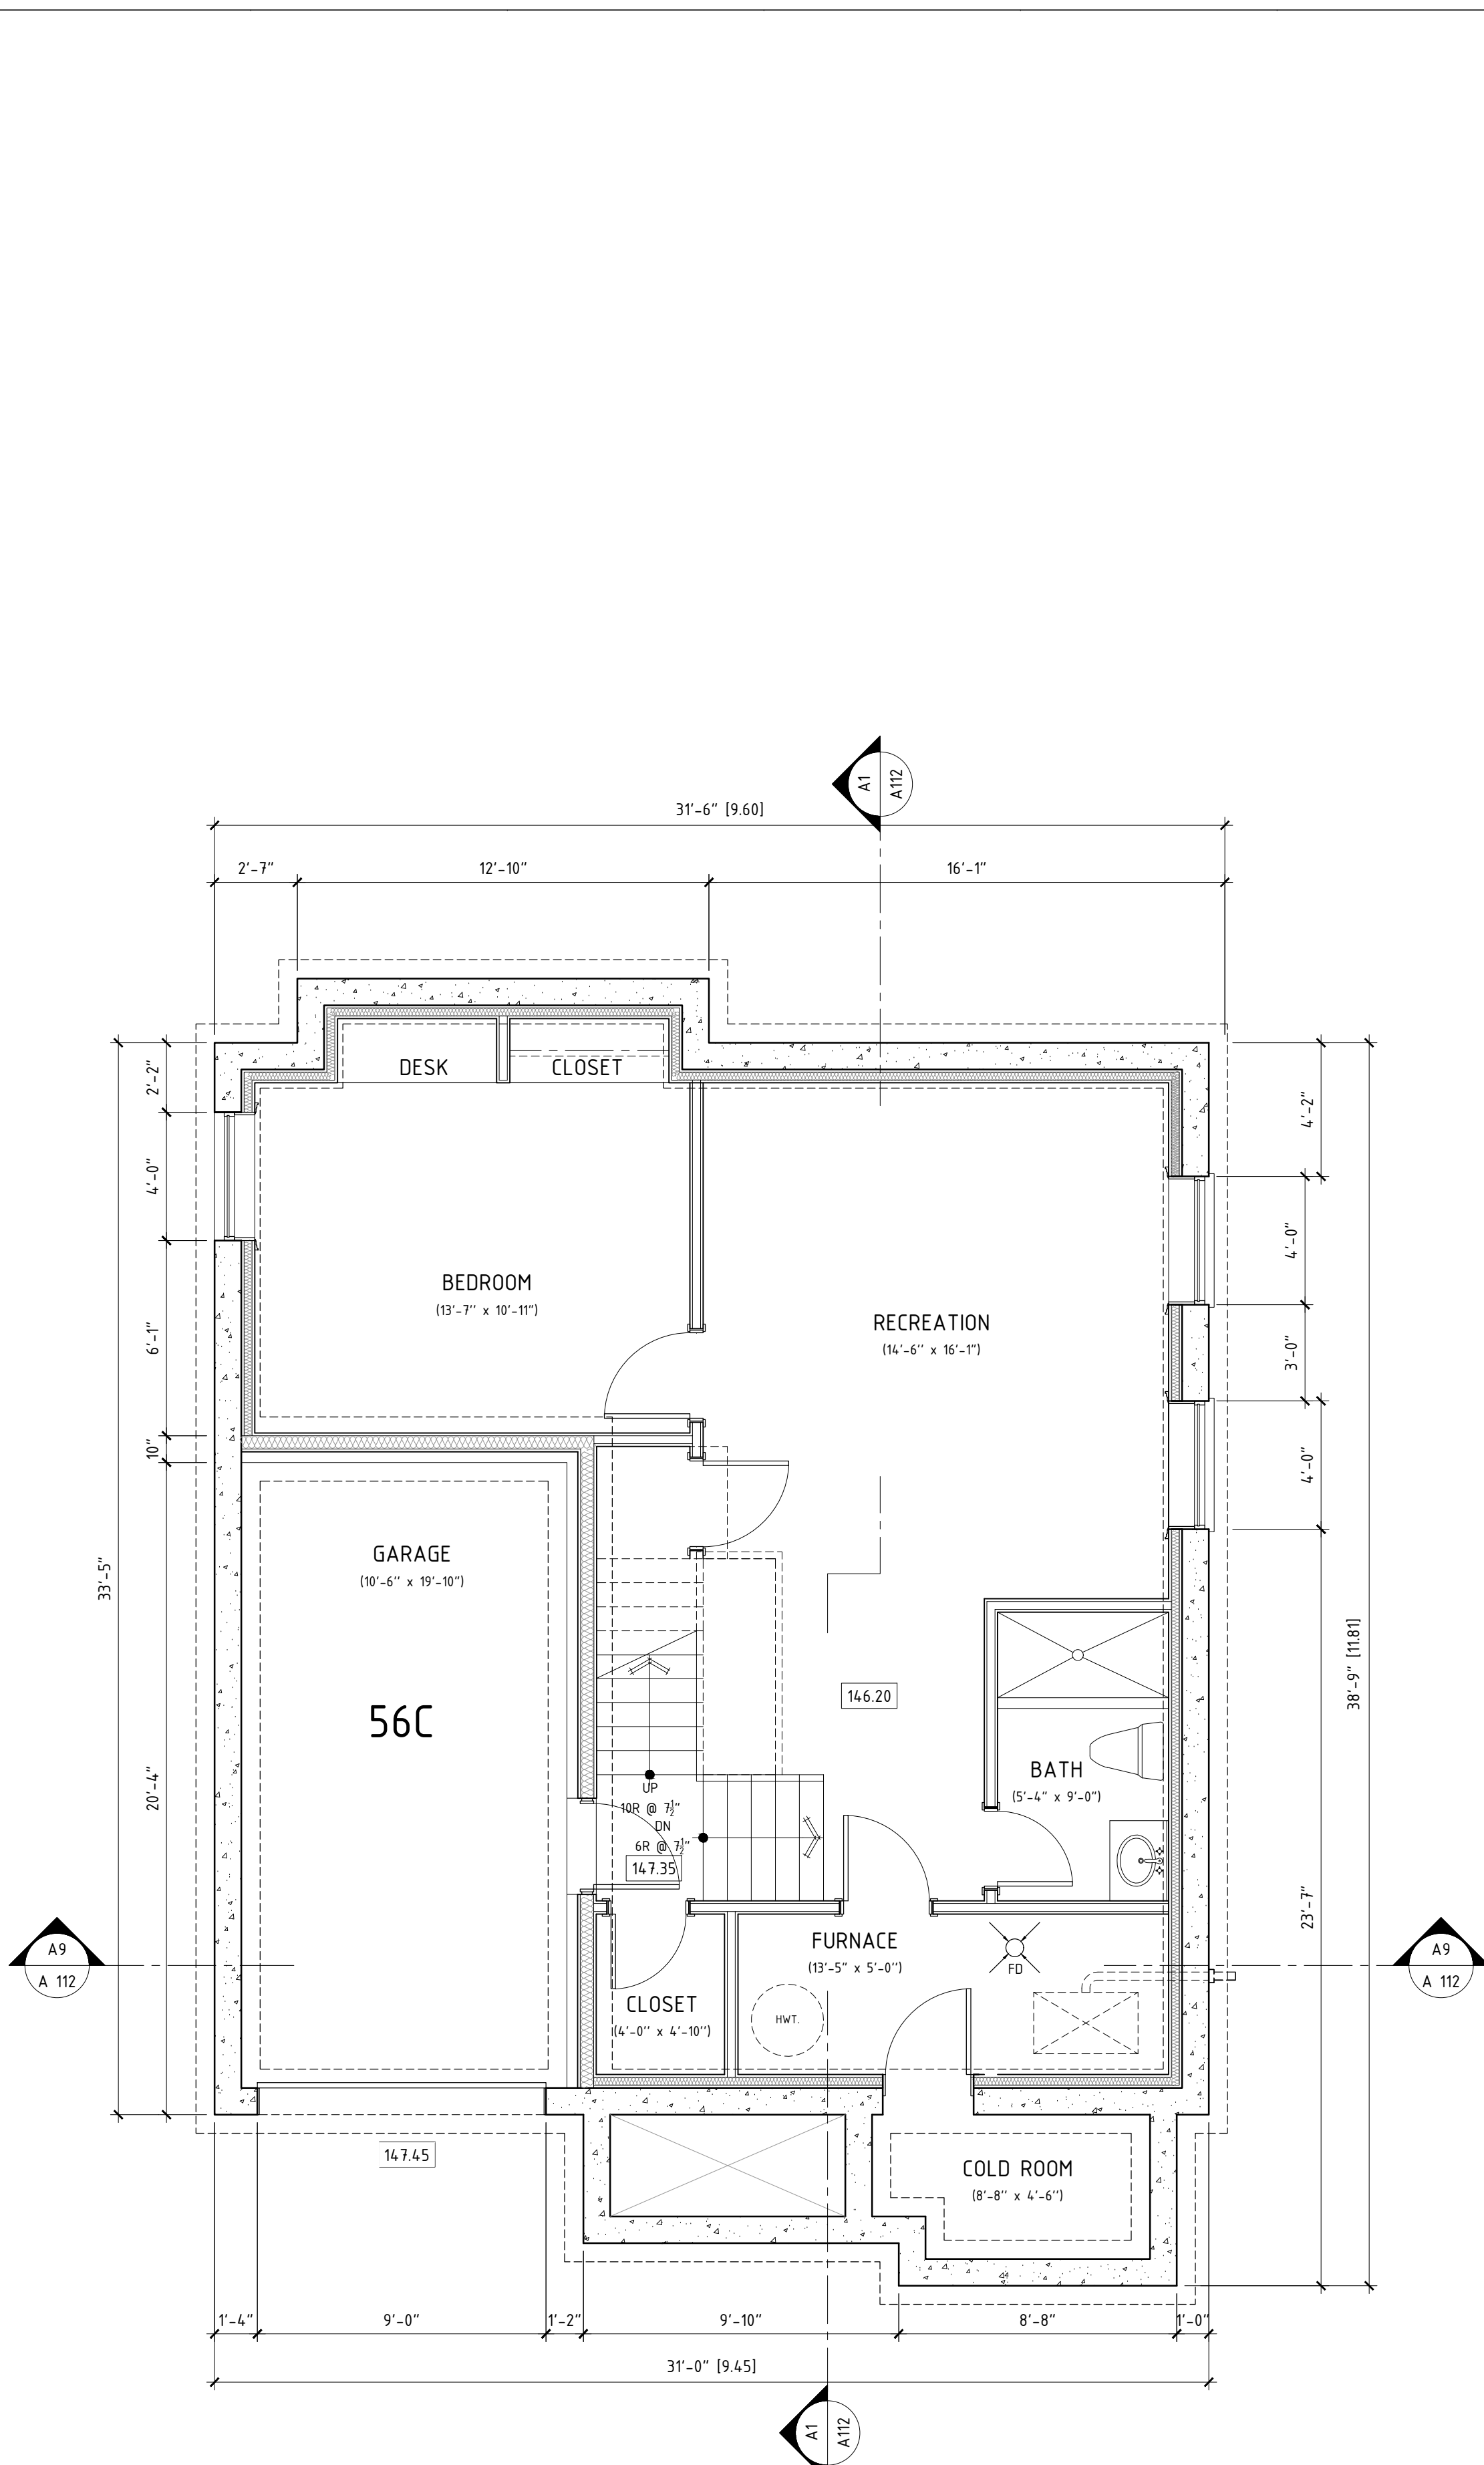 A1
A112
31'-6" [9.60]
2'-7"
12'-10"
16'-1"
DESK
CLOSET
2'-2"
4'-2"
4'-0"
4'-0"
BEDROOM
(13'-7'' x 10'-11")
RECREATION
(14'-6'' x 16'-1")
6'-1"
3'-0"
10"
4'-0"
33'-5"
GARAGE
(10'-6'' x 19'-10")
38'-9" [11.81]
146.20
56C
BATH
(5'-4" x 9'-0")
20'-4"
UP
10R @ 7½"
DN
6R @ 7½"
147.35
23'-7"
A9
A 112
FURNACE
(13'-5" x 5'-0")
FD
A9
A 112
CLOSET
(4'-0'' x 4'-10")
HWT.
147.45
COLD ROOM
(8'-8" x 4'-6")
1'-4"
9'-0"
1'-2"
9'-10"
8'-8"
1'-0"
31'-0" [9.45]
A1
A112